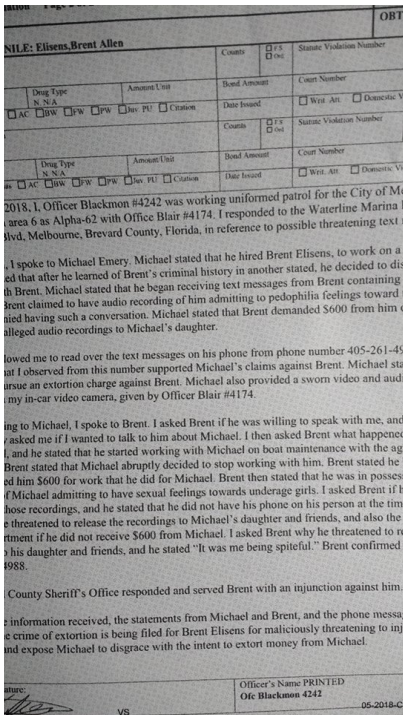 OBT
NILE: Elisens, Brent Allen
Counts FS Ord Statute Violation Number
Drug Type Amount/Unit Bond Amount Court Number
N N/A
AC BW FW PW Juv PU Citation Date Issued Writ. Att. Domestic V
Counts FS Ord Statute Violation Number
Drug Type Amount/Unit Bond Amount Court Number
N N/A
AC BW FW PW Juv PU Citation Date Issued Writ. Att. Domestic Vi
2018, I, Officer Blackmon #4242 was working uniformed patrol for the City of Me
area 6 as Alpha-62 with Office Blair #4174. I responded to the Waterline Marina
Blvd, Melbourne, Brevard County, Florida, in reference to possible threatening text
, I spoke to Michael Emery. Michael stated that he hired Brent Elisens, to work on a
ed that after he learned of Brent's criminal history in another stated, he decided to dis
th Brent. Michael stated that he began receiving text messages from Brent containing
Brent claimed to have audio recording of him admitting to pedophilia feelings toward
nied having such a conversation. Michael stated that Brent demanded $600 from him
alleged audio recordings to Michael's daughter.
lowed me to read over the text messages on his phone from phone number 405-261-49
hat I observed from this number supported Michael's claims against Brent. Michael sta
ursue an extortion charge against Brent. Michael also provided a sworn video and audi
my in-car video camera, given by Officer Blair #4174.
ing to Michael, I spoke to Brent. I asked Brent if he was willing to speak with me, and
asked me if I wanted to talk to him about Michael. I then asked Brent what happened
l, and he stated that he started working with Michael on boat maintenance with the ag
Brent stated that Michael abruptly decided to stop working with him. Brent stated he
ed him $600 for work that he did for Michael. Brent then stated that he was in posses
f Michael admitting to have sexual feelings towards underage girls. I asked Brent if h
hose recordings, and he stated that he did not have his phone on his person at the tim
e threatened to release the recordings to Michael's daughter and friends, and also the
rtment if he did not receive $600 from Michael. I asked Brent why he threatened to re
o his daughter and friends, and he stated "It was me being spiteful." Brent confirmed
4988.
County Sheriff's Office responded and served Brent with an injunction against him.
e information received, the statements from Michael and Brent, and the phone messa
e crime of extortion is being filed for Brent Elisens for maliciously threatening to inj
and expose Michael to disgrace with the intent to extort money from Michael.
ature:
Officer's Name PRINTED
Ofc Blackmon 4242
VS
05-2018-C